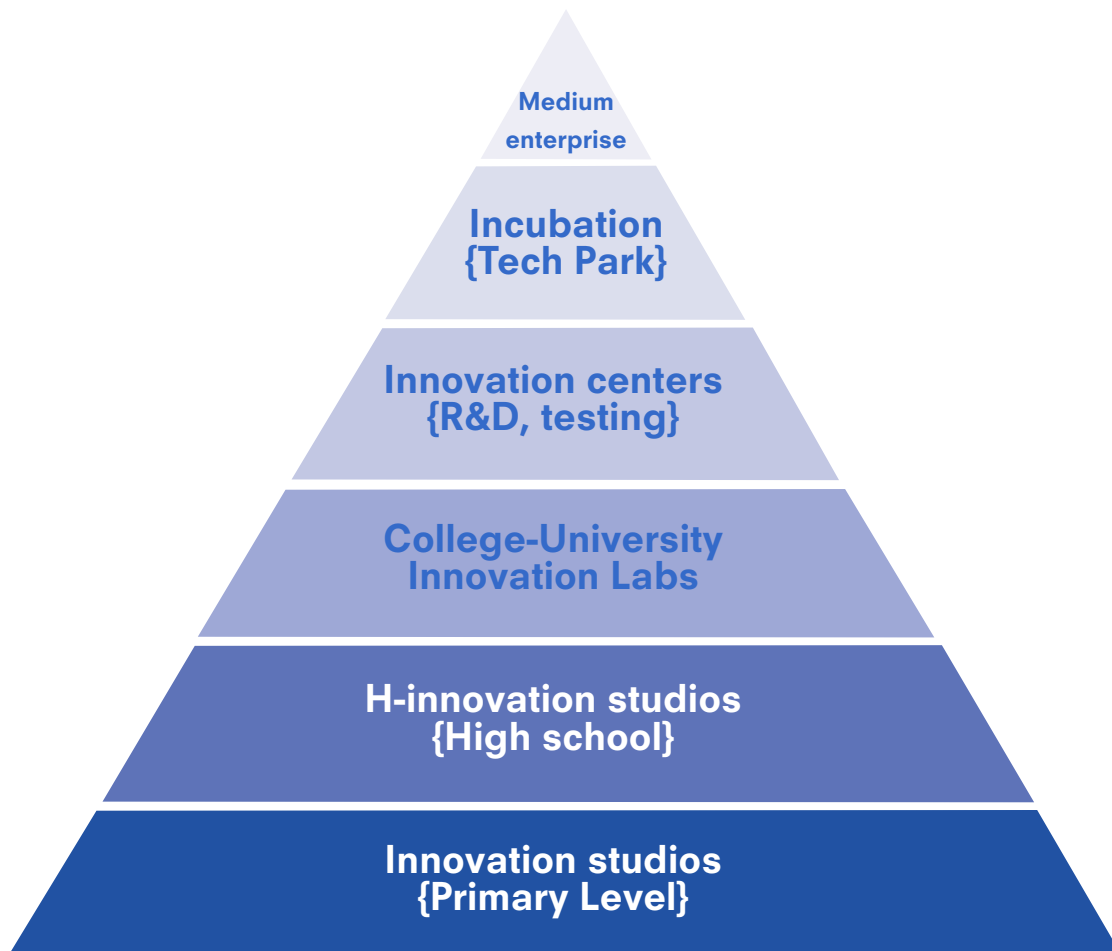 Medium
enterprise
Incubation
{Tech Park}
Innovation centers
{R&D, testing}
College-University
Innovation Labs
H-innovation studios
{High school}
Innovation studios
{Primary Level}